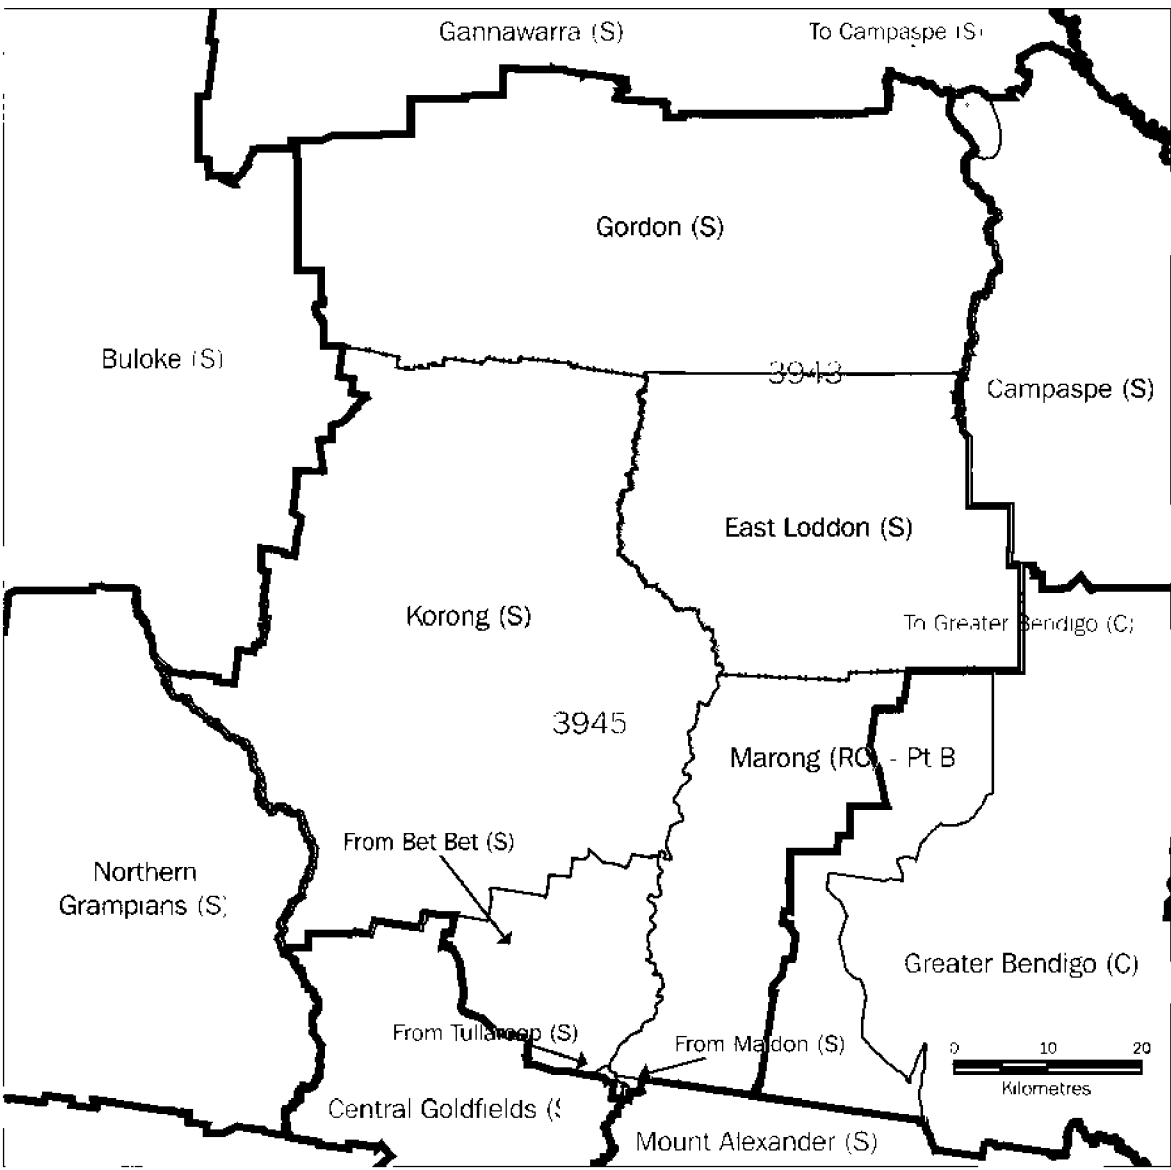 Gannawarra (S)
To Campaspe (S)
Gordon (S)
Buloke (S)
3943
Campaspe (S)
East Loddon (S)
Korong (S)
To Greater Bendigo (C)
3945
Marong (RC) - Pt B
From Bet Bet (S)
Northern
Grampians (S)
Greater Bendigo (C)
From Tullaroop (S)
From Maldon (S)
0 10 20
Kilometres
Central Goldfields (S
Mount Alexander (S)